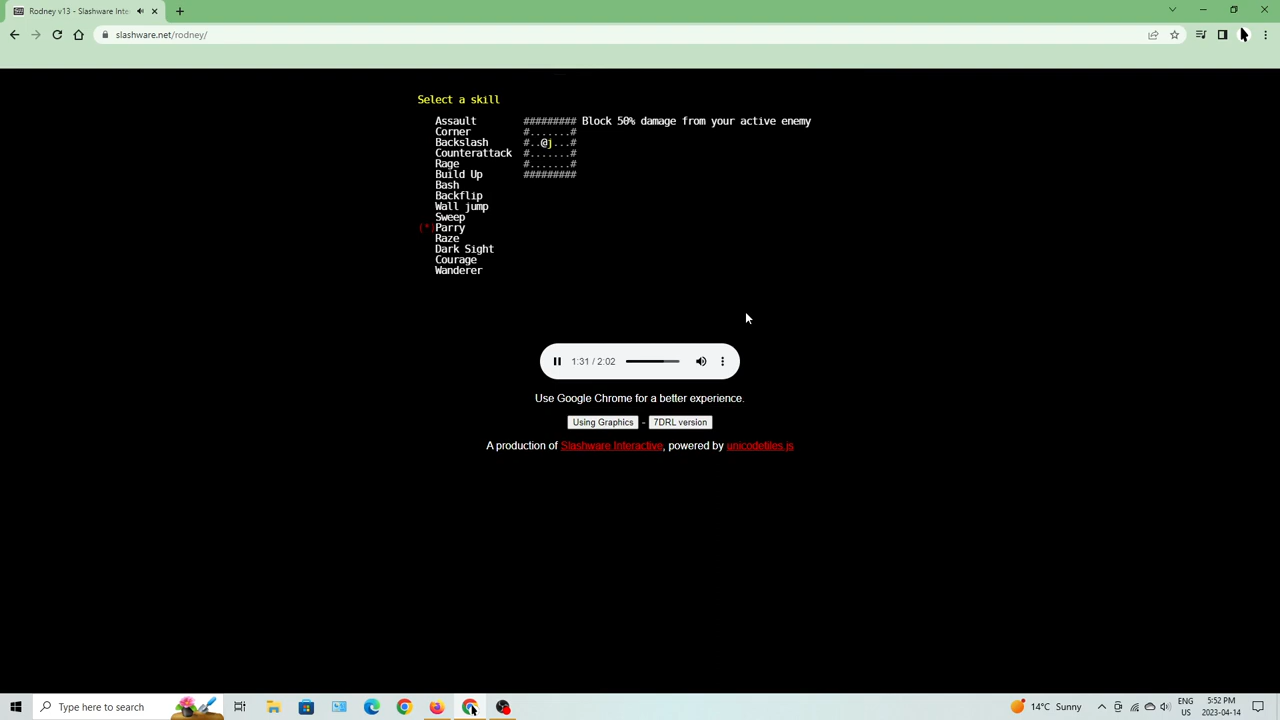 Rodney v13 - Slashware Inte
slashware.net/rodney/
Select a skill
Assault ######### Block 50% damage from your active enemy
Corner #.......#
Backslash #..@j...#
Counterattack #.......#
Rage #.......#
Build Up #########
Bash
Backflip
Wall jump
Sweep
(*)Parry
Raze
Dark Sight
Courage
Wanderer
1:31 / 2:02
Use Google Chrome for a better experience.
Using Graphics - 7DRL version
A production of Slashware Interactive, powered by unicodetiles.js
Type here to search
14°C Sunny
ENG
US
5:52 PM
2023-04-14